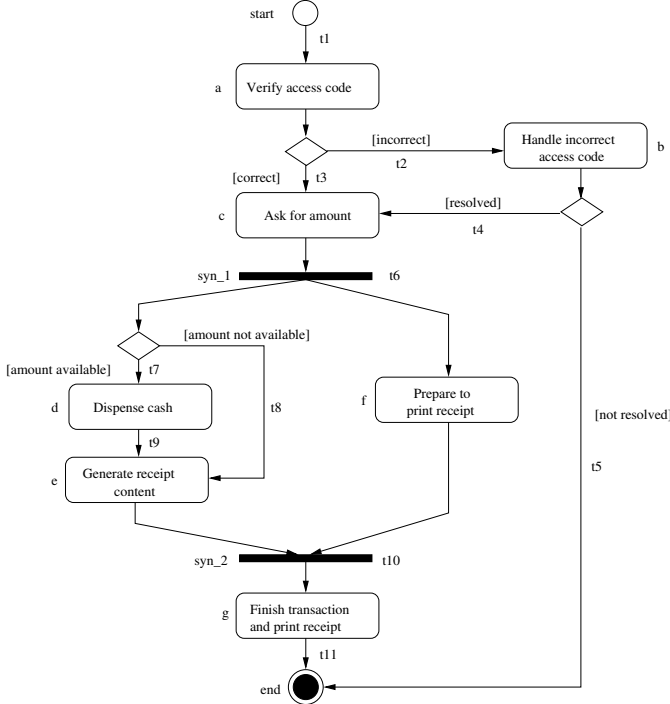 start
t1
a
Verify access code
[incorrect]
t2
Handle incorrect
access code
b
[correct]
t3
c
Ask for amount
[resolved]
t4
syn_1
t6
[amount not available]
[amount available]
t7
d
Dispense cash
t8
f
Prepare to
print receipt
[not resolved]
t9
e
Generate receipt
content
t5
syn_2
t10
g
Finish transaction
and print receipt
t11
end